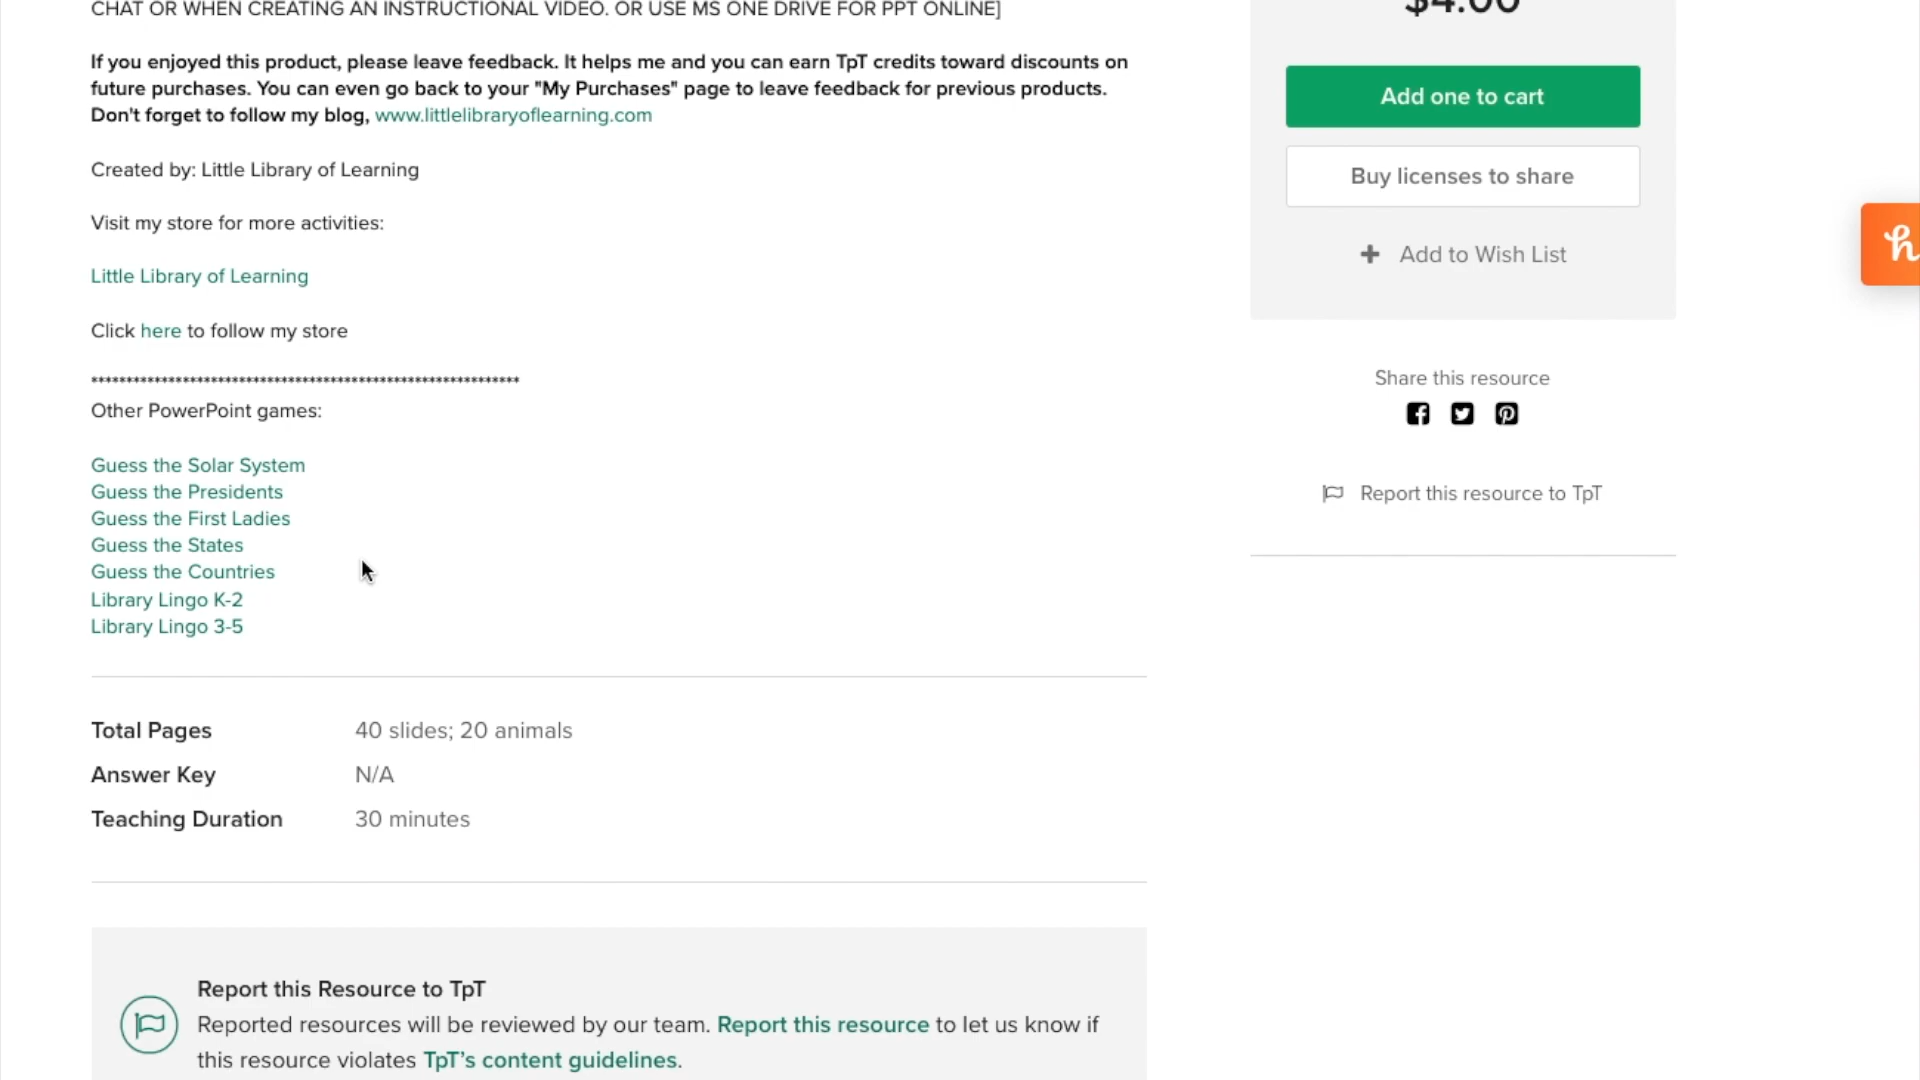 CHAT OR WHEN CREATING AN INSTRUCTIONAL VIDEO. OR USE MS ONE DRIVE FOR PPT ONLINE]
If you enjoyed this product, please leave feedback. It helps me and you can earn TpT credits toward discounts on
future purchases. You can even go back to your "My Purchases" page to leave feedback for previous products.
Don't forget to follow my blog, www.littlelibraryoflearning.com
Created by: Little Library of Learning
Visit my store for more activities:
Little Library of Learning
Click here to follow my store
*************************************************************
Other PowerPoint games:
Guess the Solar System
Guess the Presidents
Guess the First Ladies
Guess the States
Guess the Countries
Library Lingo K-2
Library Lingo 3-5
Total Pages 40 slides; 20 animals
Answer Key N/A
Teaching Duration 30 minutes
Report this Resource to TpT
Reported resources will be reviewed by our team. Report this resource to let us know if
this resource violates TpT's content guidelines.
$4.00
Add one to cart
Buy licenses to share
Add to Wish List
Share this resource
Report this resource to TpT
h